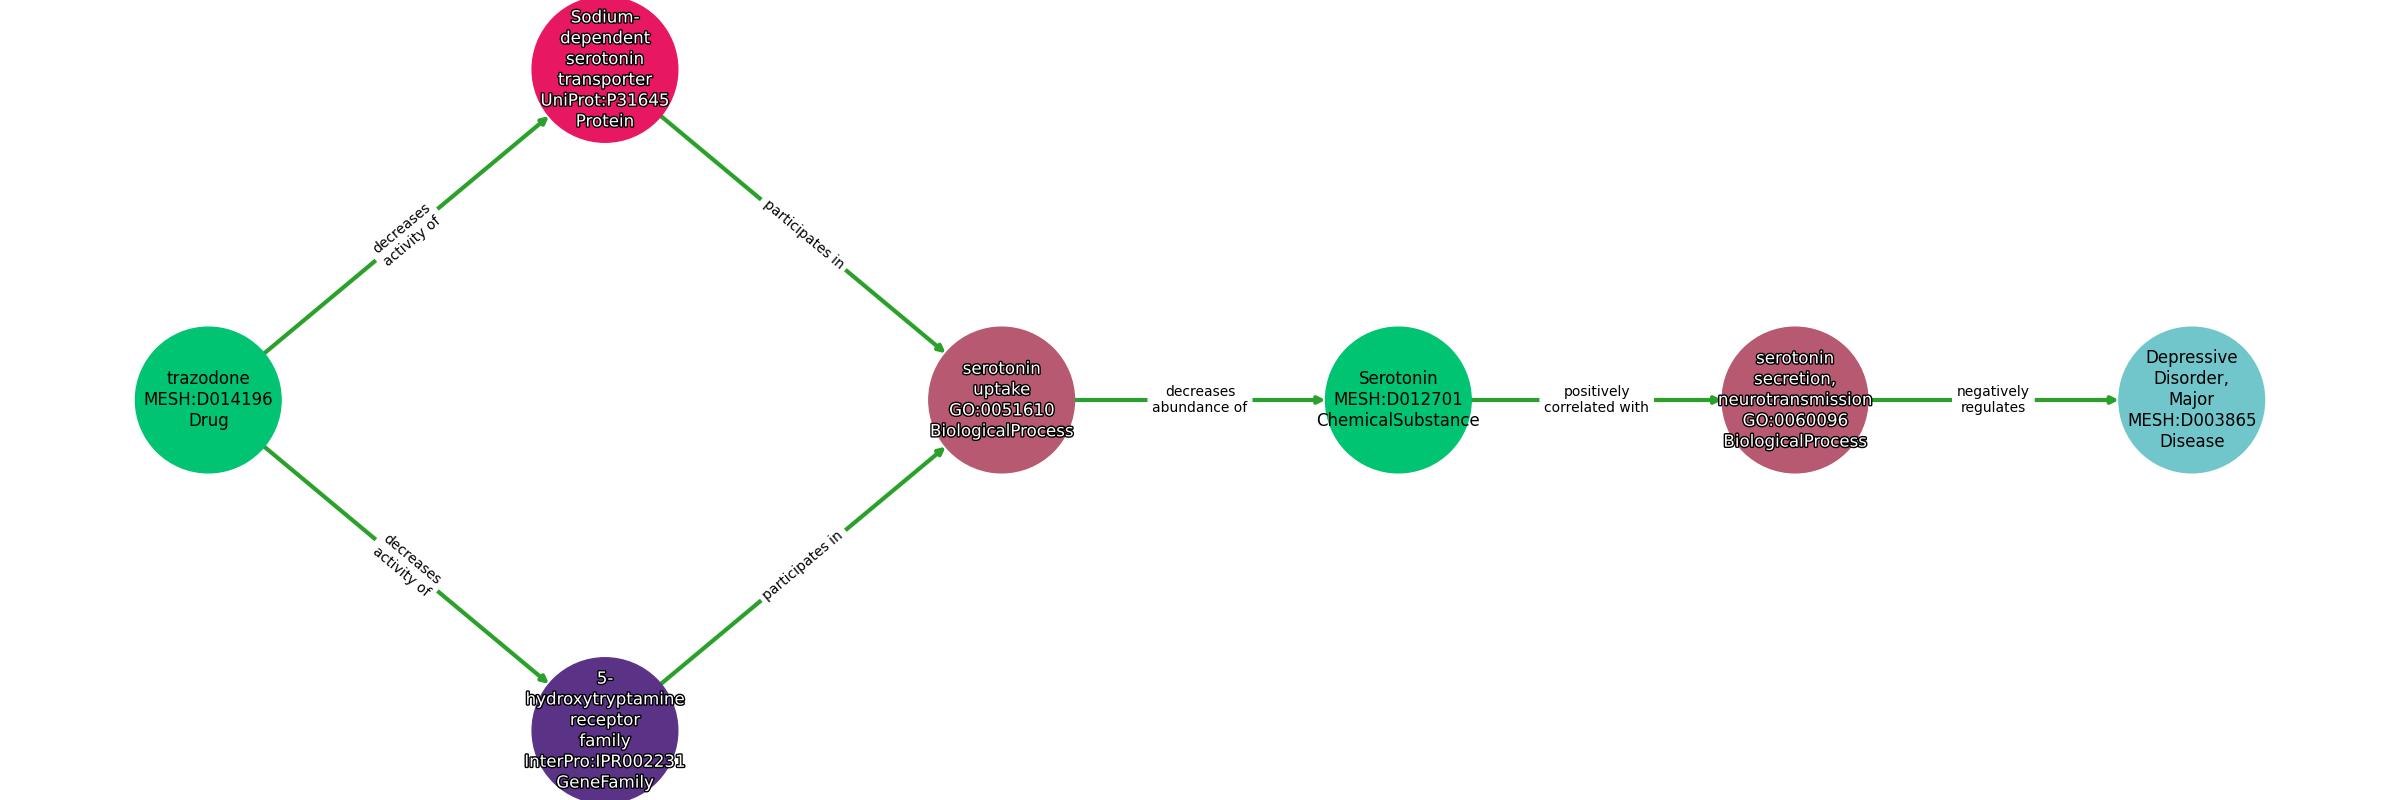 Sodium-
dependent
serotonin
transporter
UniProt:P31645
Protein
decreases
activity of
participates in
trazodone
MESH:D014196
Drug
serotonin
uptake
GO:0051610
BiologicalProcess
decreases
abundance of
Serotonin
MESH:D012701
ChemicalSubstance
positively
correlated with
serotonin
secretion,
neurotransmission
GO:0060096
BiologicalProcess
negatively
regulates
Depressive
Disorder,
Major
MESH:D003865
Disease
decreases
activity of
participates in
5-
hydroxytryptamine
receptor
family
InterPro:IPR002231
GeneFamily